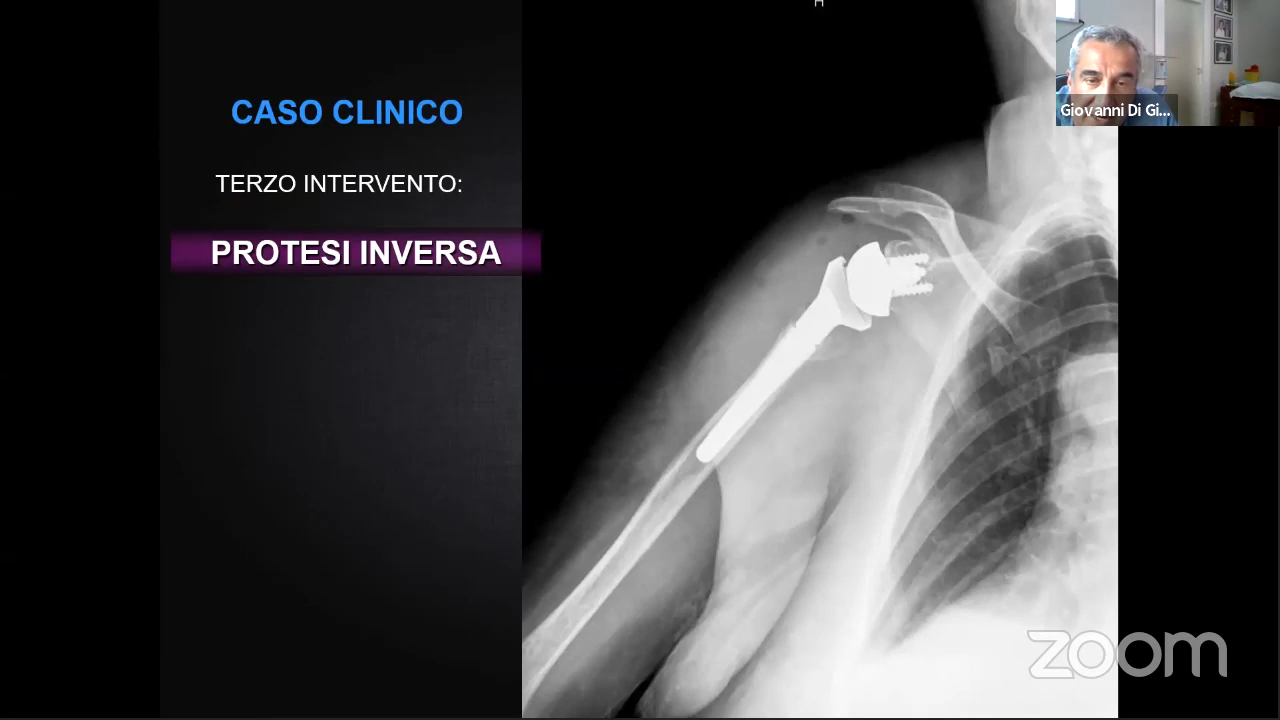 CASO CLINICO
TERZO INTERVENTO:
PROTESI INVERSA
Giovanni Di Gi...
zoom